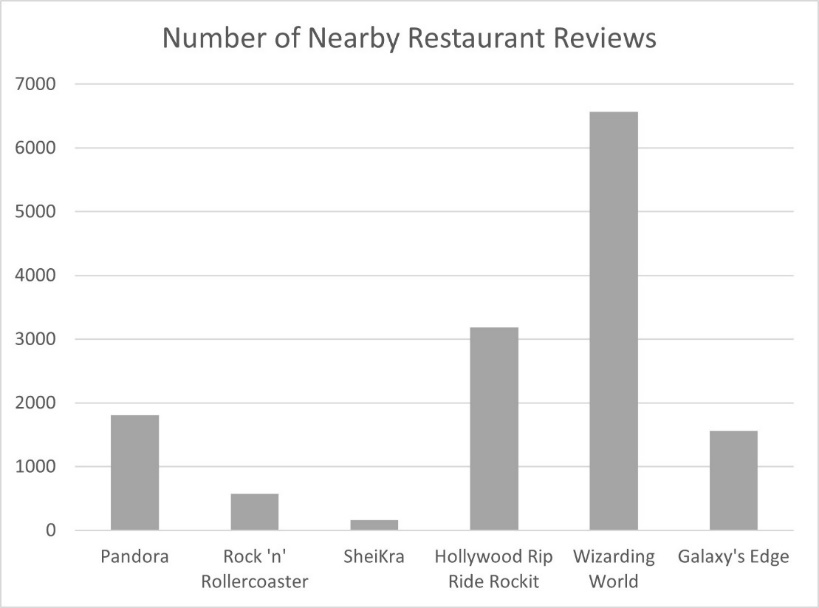 Number of Nearby Restaurant Reviews
7000
6000
5000
4000
3000
2000
1000
0
Pandora
Rock 'n'
Rollercoaster
SheiKra
Hollywood Rip
Ride Rockit
Wizarding
World
Galaxy's Edge